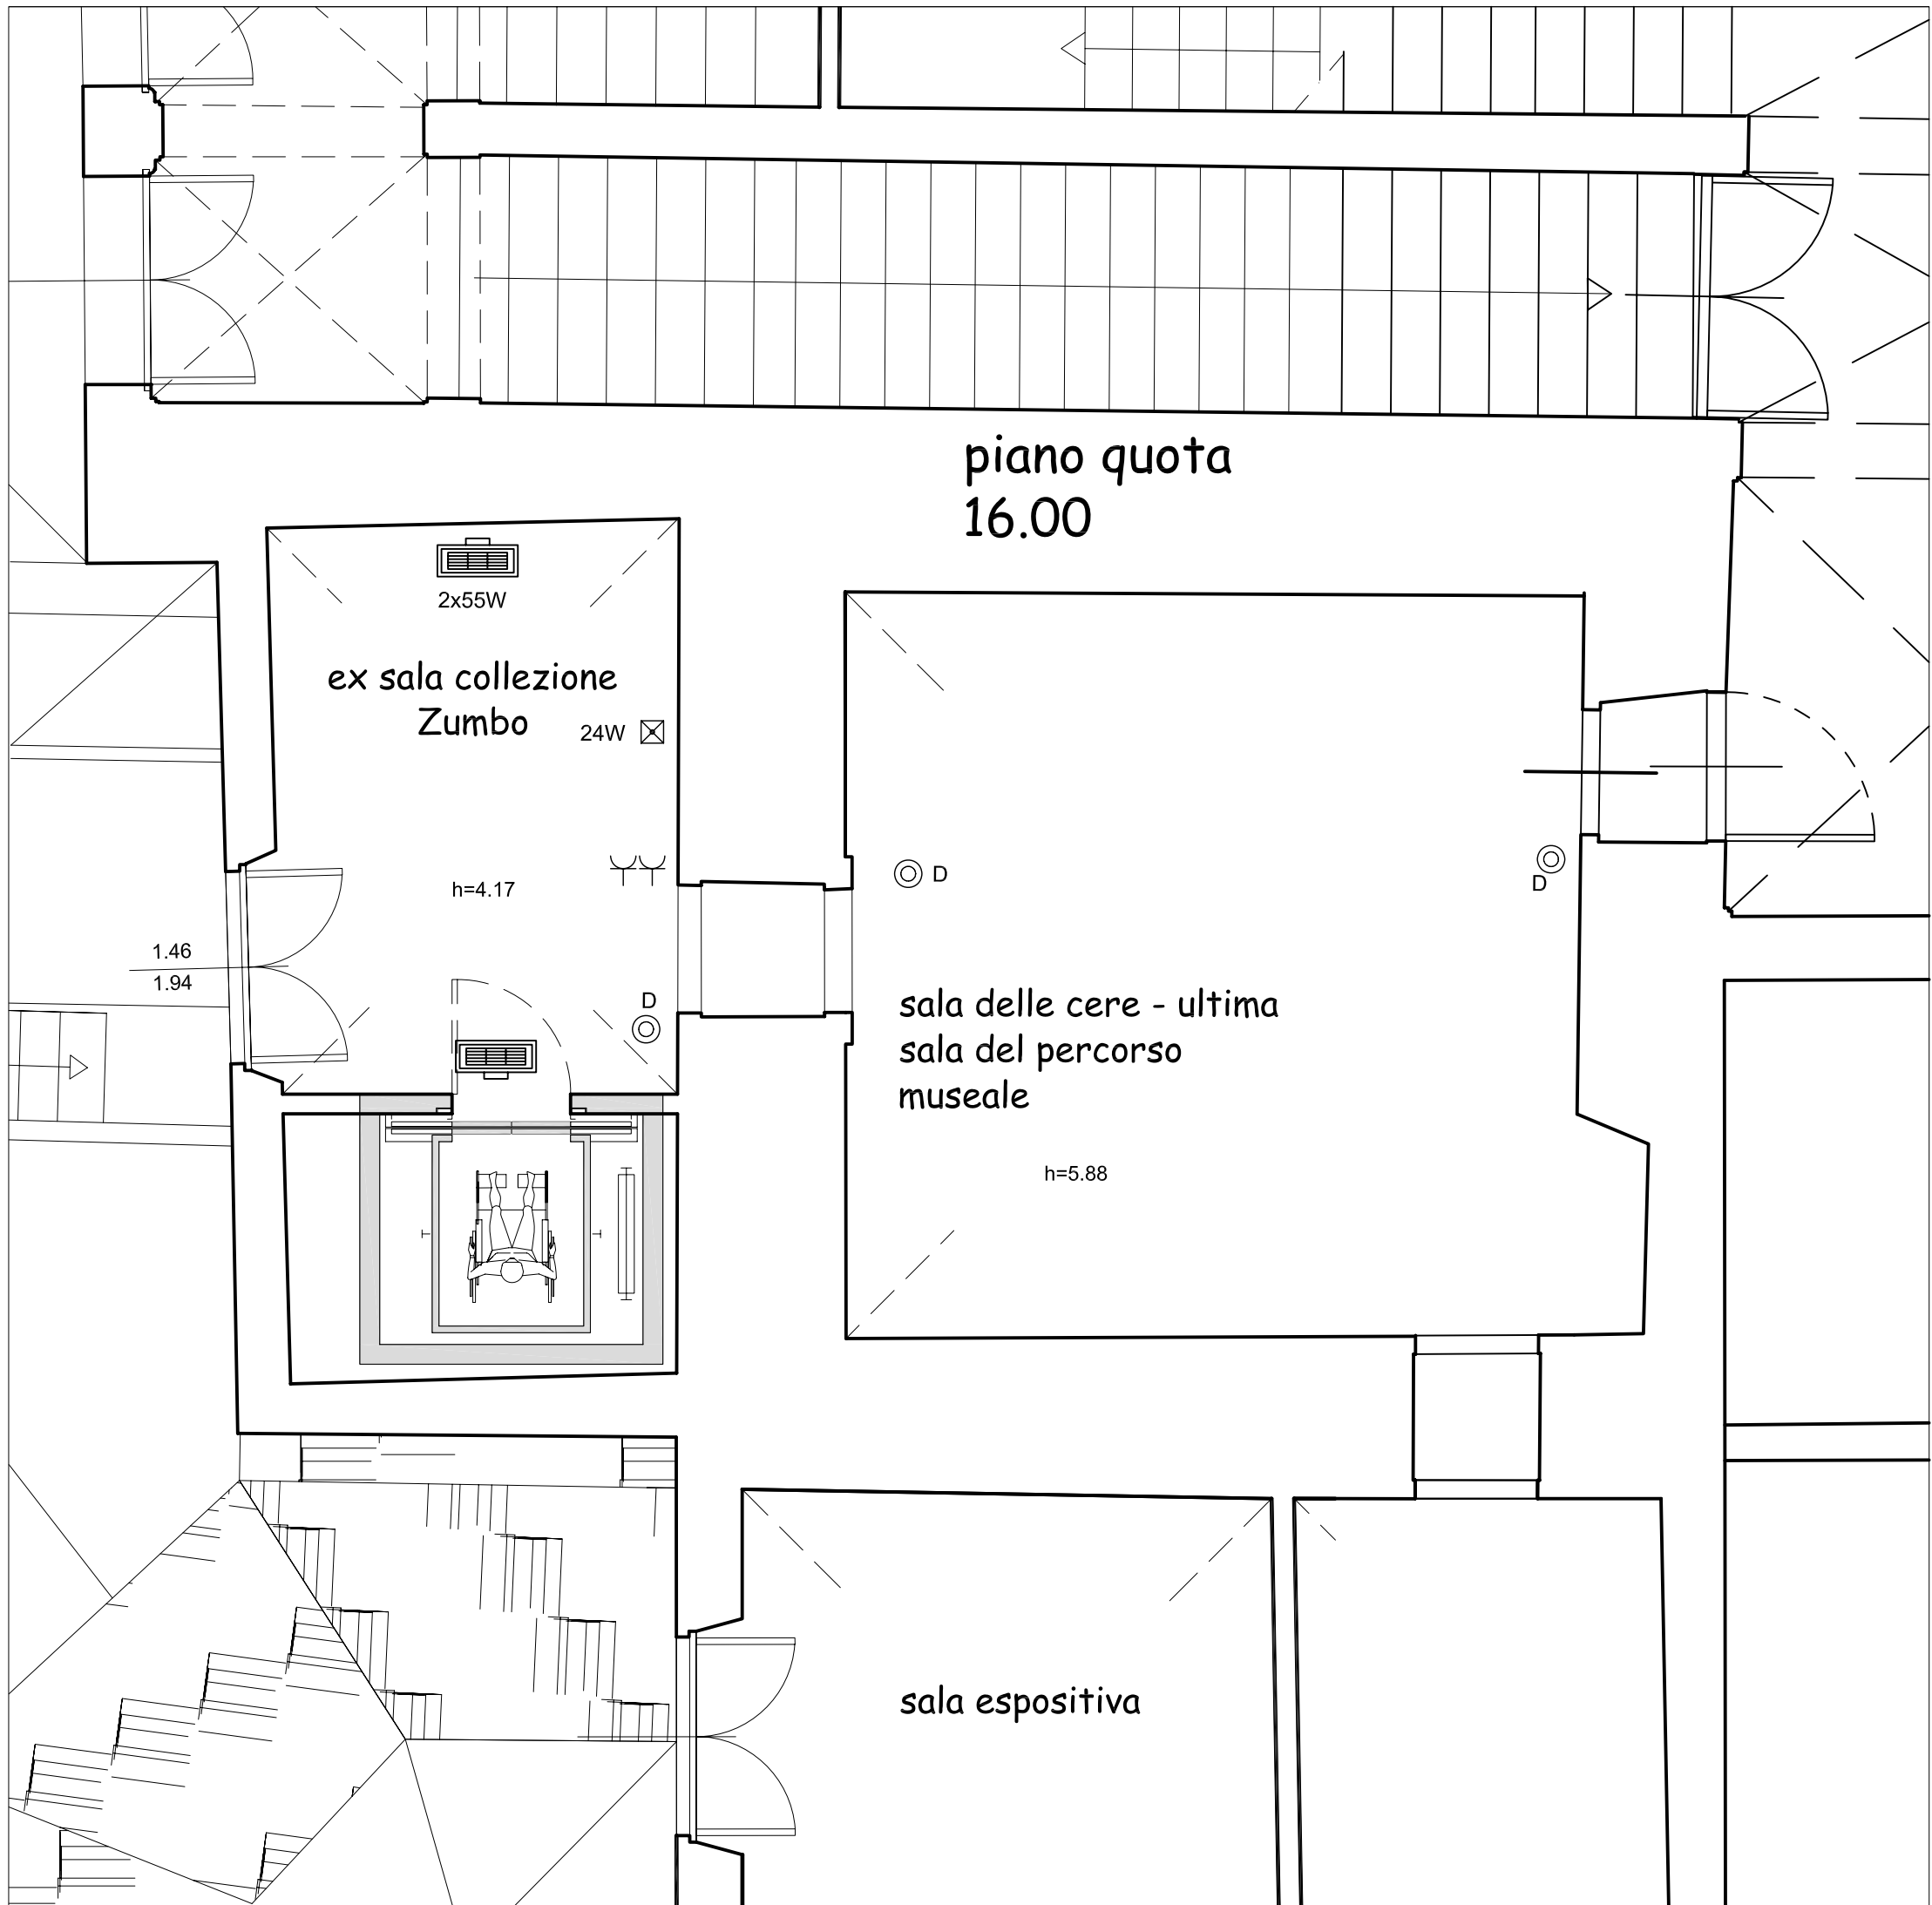 piano quota
16.00
2x55W
ex sala collezione
Zumbo
24W
h=4.17
D
D
1.46
1.94
D
sala delle cere - ultima
sala del percorso
museale
h=5.88
sala espositiva